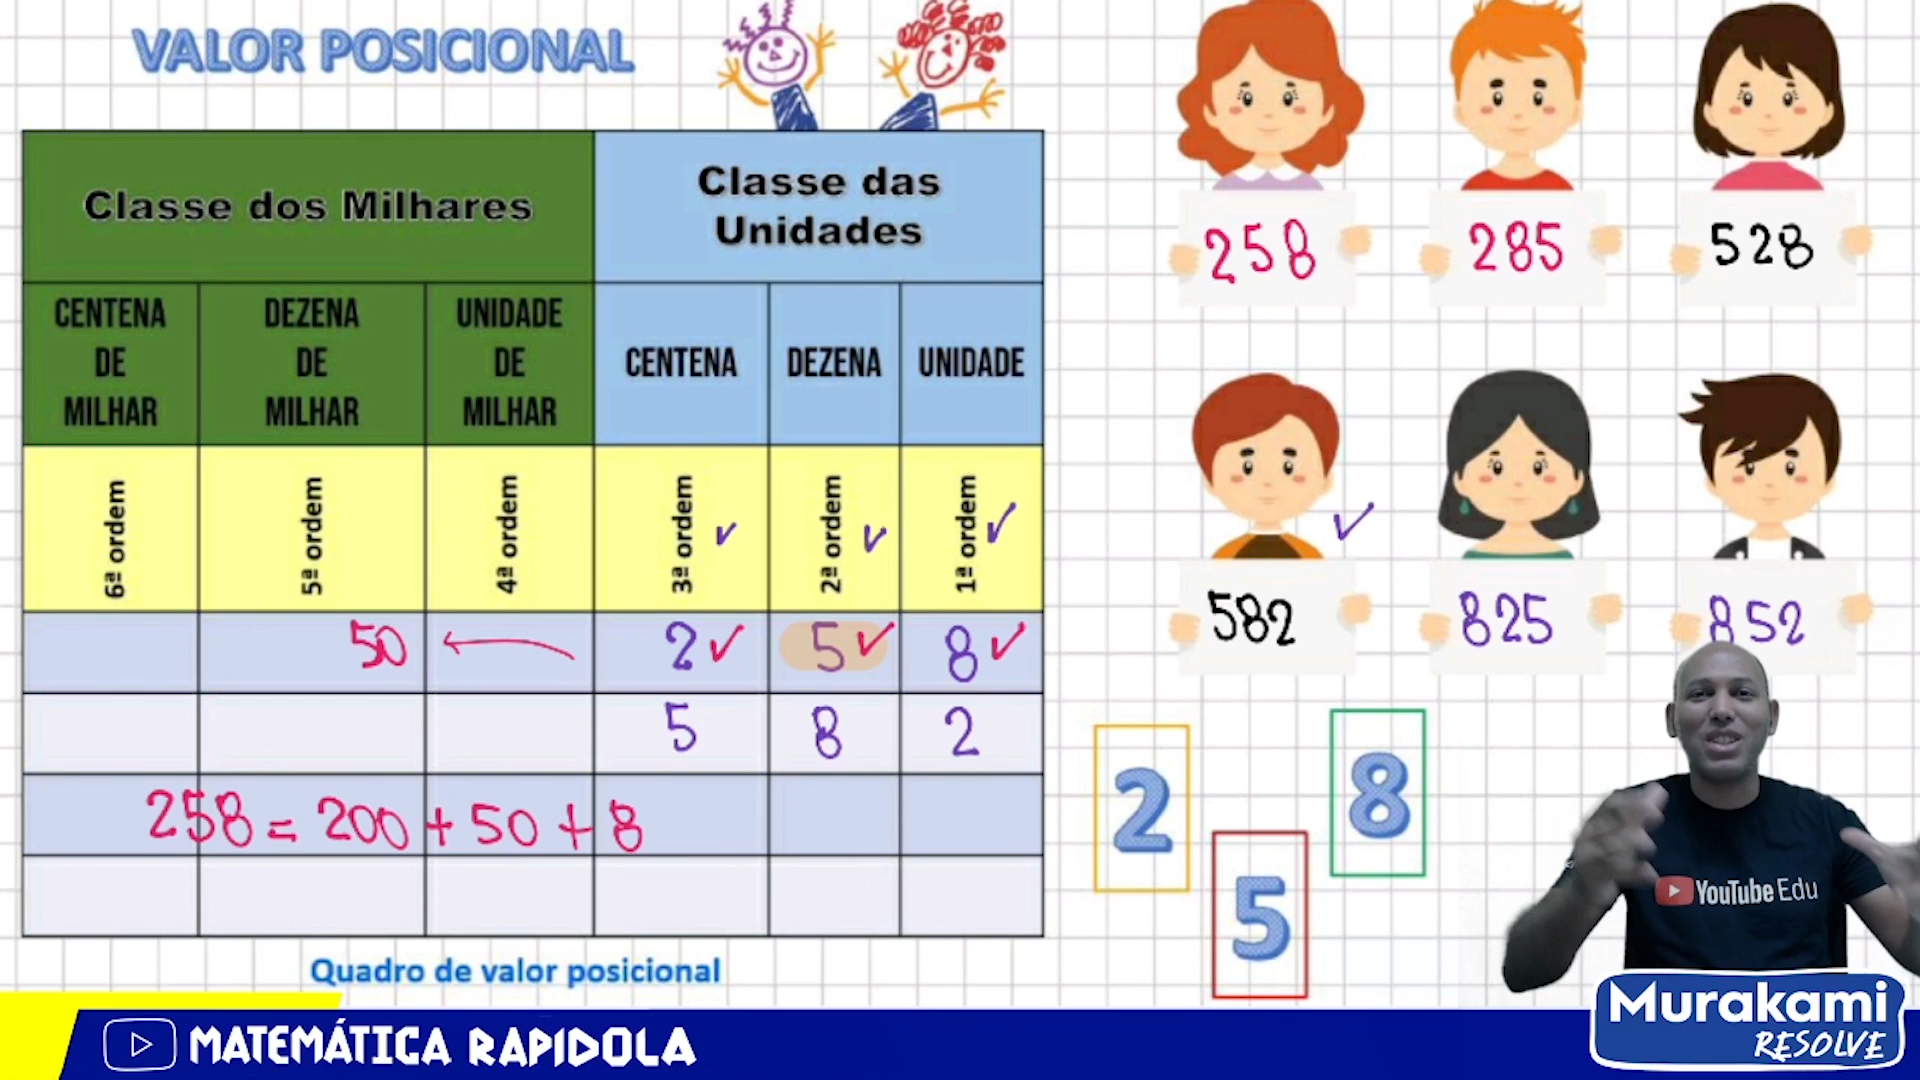 VALOR POSICIONAL
Classe dos Milhares
Classe das
Unidades
CENTENA
DE
MILHAR
DEZENA
DE
MILHAR
UNIDADE
DE
MILHAR
CENTENA
DEZENA
UNIDADE
6ª ordem
5ª ordem
4ª ordem
3ª ordem
2ª ordem
1ª ordem
50 2 5 8
5 8 2
258 = 200 + 50 + 8
Quadro de valor posicional
258 285 528
582 825 852
2
8
5
YouTube Edu
MATEMÁTICA RAPIDOLA
Murakami
RESOLVE